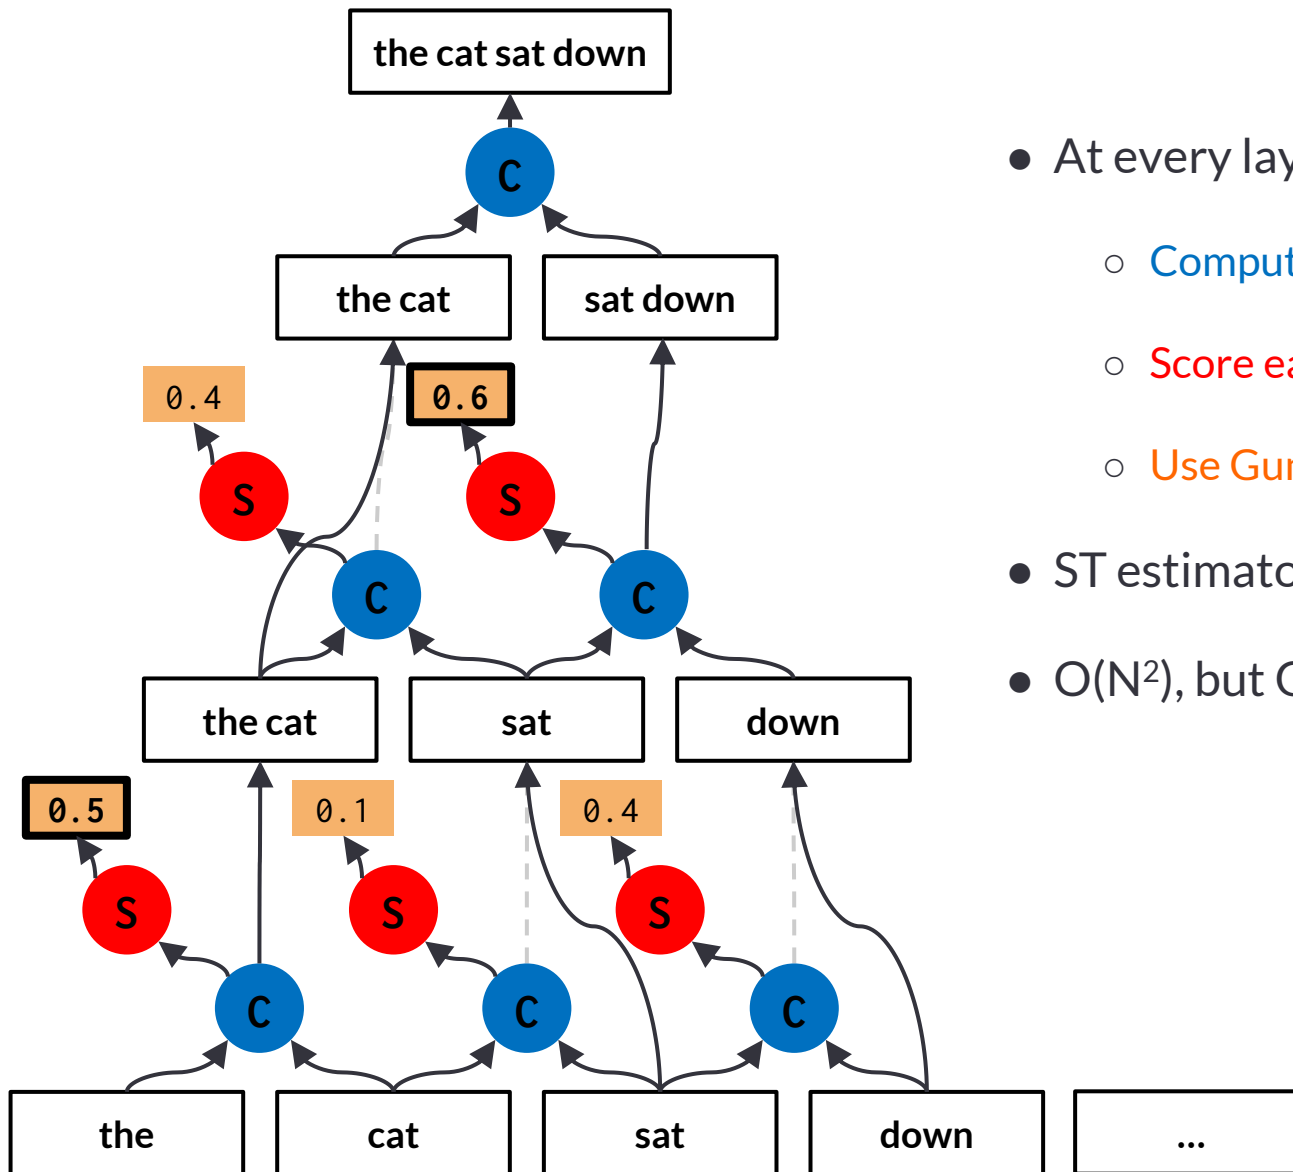 the cat sat down
C
the cat
sat down
0.4
0.6
S
S
C
C
the cat
sat
down
0.5
0.1
0.4
S
S
S
C
C
C
the
cat
sat
down
...
● At every lay
○ Comput
○ Score ea
○ Use Gu
● ST estimato
● O(N²), but